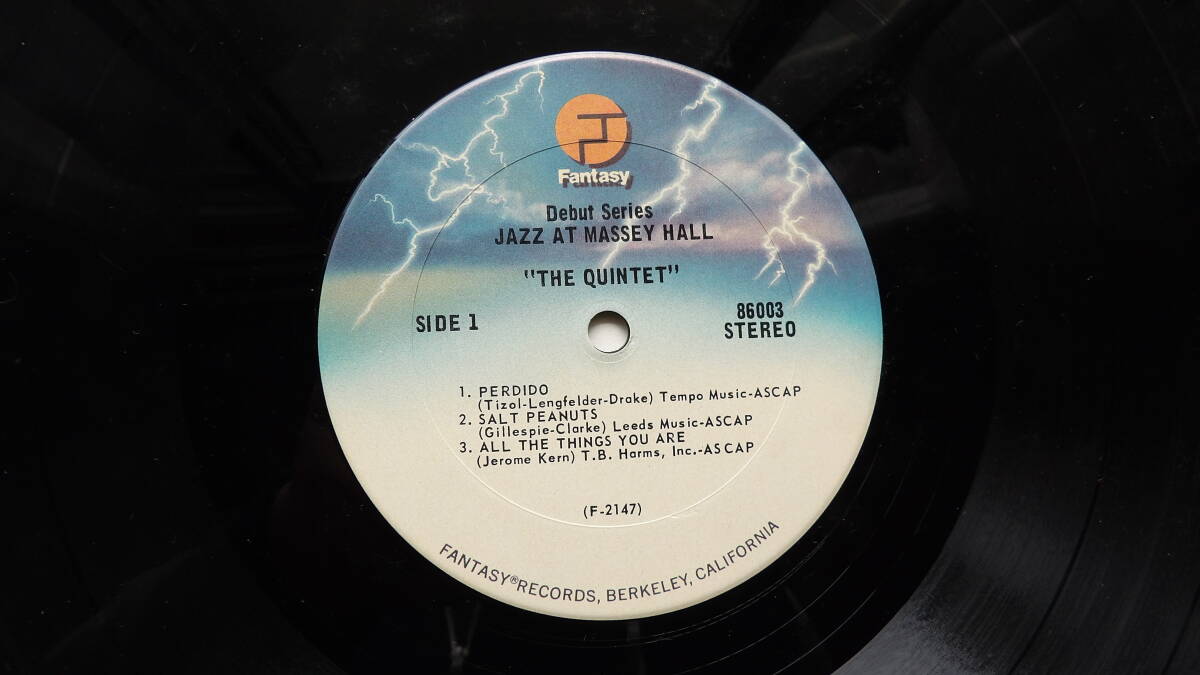 Fantasy
Debut Series
JAZZ AT MASSEY HALL
"THE QUINTET"
SIDE 1
86003
STEREO
1. PERDIDO
(Tizol-Lengfelder-Drake) Tempo Music-ASCAP
2. SALT PEANUTS
(Gillespie-Clarke) Leeds Music-ASCAP
3. ALL THE THINGS YOU ARE
(Jerome Kern) T.B. Harms, Inc.-ASCAP
(F-2147)
FANTASY® RECORDS, BERKELEY, CALIFORNIA